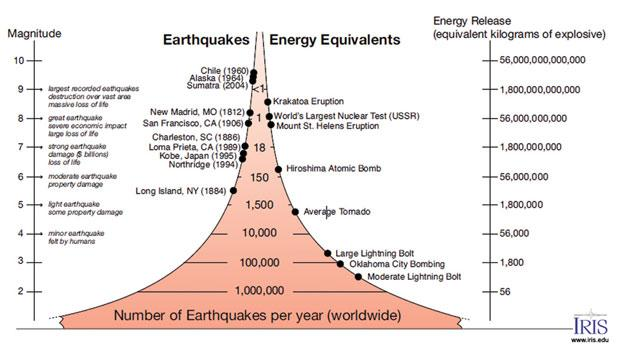 Magnitude
Earthquakes
Energy Equivalents
Energy Release
(equivalent kilograms of explosive)
10
9
8
7
6
5
4
3
2
largest recorded earthquakes
destruction over vast area
massive loss of life
great earthquake
severe economic impact
large loss of life
strong earthquake
damage ($ billions)
loss of life
moderate earthquake
property damage
light earthquake
some property damage
minor earthquake
felt by humans
Chile (1960)
Alaska (1964)
Sumatra (2004)
New Madrid, MO (1812)
San Francisco, CA (1906)
Charleston, SC (1886)
Loma Prieta, CA (1989)
Kobe, Japan (1995)
Northridge (1994)
Long Island, NY (1884)
<1
1
18
150
1,500
10,000
100,000
1,000,000
Krakatoa Eruption
World's Largest Nuclear Test (USSR)
Mount St. Helens Eruption
Hiroshima Atomic Bomb
Average Tornado
Large Lightning Bolt
Oklahoma City Bombing
Moderate Lightning Bolt
56,000,000,000,000
1,800,000,000,000
56,000,000,000
1,800,000,000
56,000,000
1,800,000
56,000
1,800
56
Number of Earthquakes per year (worldwide)
IRIS
www.iris.edu